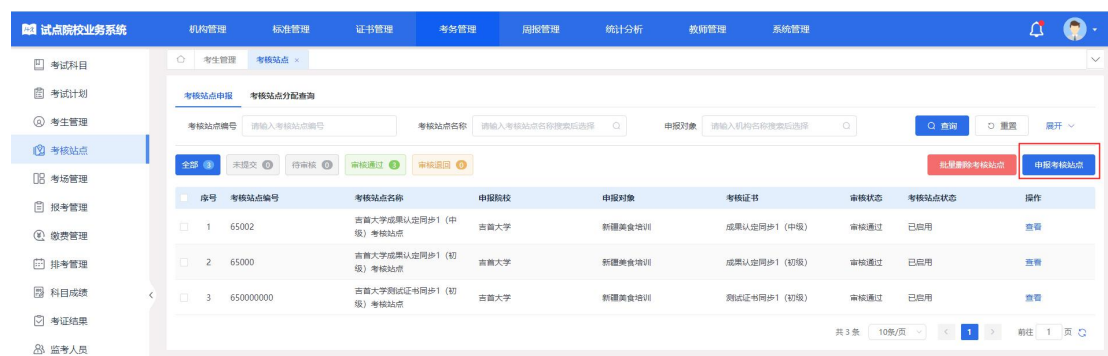 试点院校业务系统 机构管理 标准管理 证书管理 考务管理 周报管理 统计分析 教师管理 系统管理
考试科目
考试计划
考生管理
考核站点
考场管理
报考管理
缴费管理
排考管理
科目成绩
考证结果
监考人员
考生管理 考核站点 ×
考核站点申报 考核站点分配查询
考核站点编号 请输入考核站点编号 考核站点名称 请输入考核站点名称搜索后选择 申报对象 请输入机构名称搜索后选择 查询 重置 展开
全部 3 未提交 0 待审核 0 审核通过 3 审核退回 0 批量删除考核站点 申报考核站点
序号 考核站点编号 考核站点名称 申报院校 申报对象 考核证书 审核状态 考核站点状态 操作
1 65002 吉首大学成果认定同步1（中级）考核站点 吉首大学 新疆美食培训 成果认定同步1（中级） 审核通过 已启用 查看
2 65000 吉首大学成果认定同步1（初级）考核站点 吉首大学 新疆美食培训 成果认定同步1（初级） 审核通过 已启用 查看
3 650000000 吉首大学测试证书同步1（初级）考核站点 吉首大学 新疆美食培训 测试证书同步1（初级） 审核通过 已启用 查看
共 3 条 10条/页 < 1 > 前往 1 页